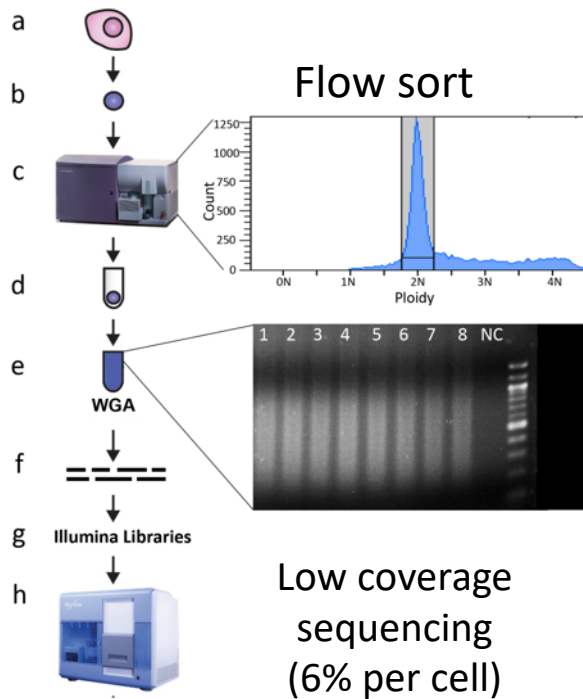 a
Flow sort
b
c
Count
1250
1000
750
500
250
0
0N 1N 2N 3N 4N
Ploidy
d
1 2 3 4 5 6 7 8 NC
e
WGA
f
g Illumina Libraries
h
Low coverage
sequencing
(6% per cell)